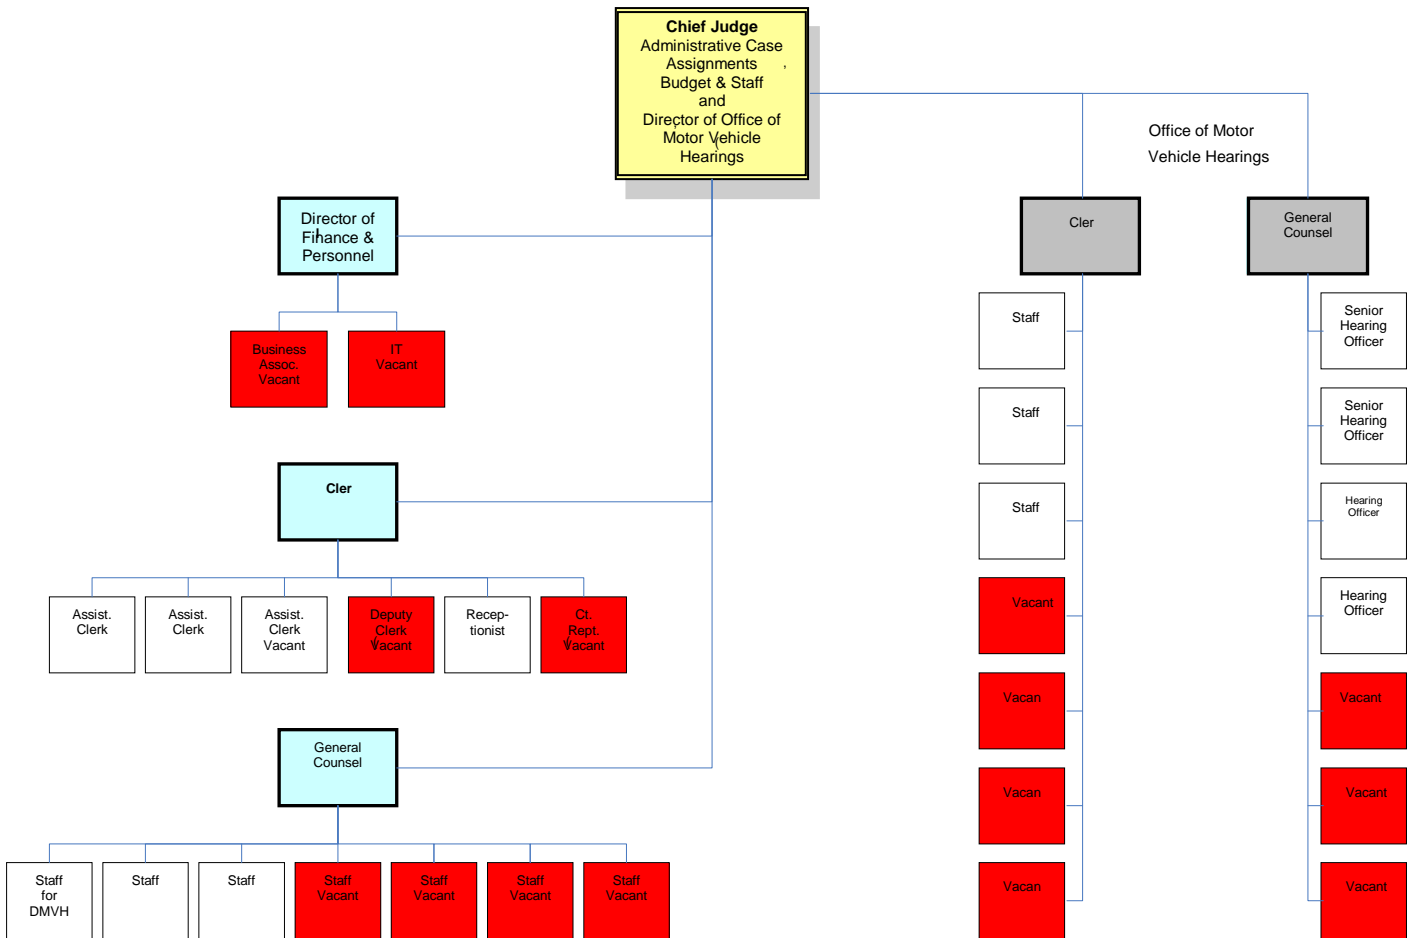 Chief Judge
Administrative Case
Assignments ,
Budget & Staff
and
Director of Office of
Motor Vehicle
Hearings
Office of Motor
Vehicle Hearings
Director of
Finance &
Personnel
Business
Assoc.
Vacant
IT
Vacant
Cler
Assist.
Clerk
Assist.
Clerk
Assist.
Clerk
Vacant
Deputy
Clerk
Vacant
Recep-
tionist
Ct.
Rept.
Vacant
General
Counsel
Staff
for
DMVH
Staff
Staff
Staff
Vacant
Staff
Vacant
Staff
Vacant
Staff
Vacant
Cler
Staff
Staff
Staff
Vacant
Vacan
Vacan
Vacan
General
Counsel
Senior
Hearing
Officer
Senior
Hearing
Officer
Hearing
Officer
Hearing
Officer
Vacant
Vacant
Vacant